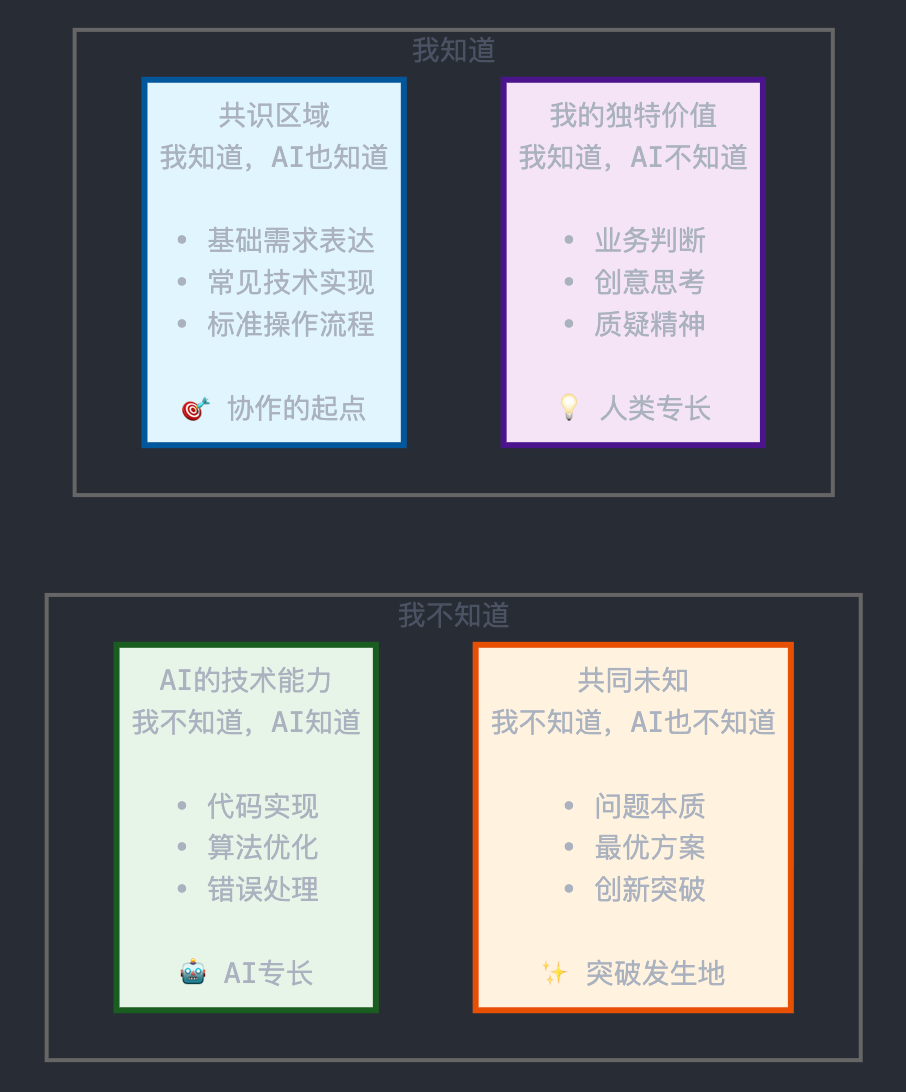 我知道
共识区域
我知道, AI也知道
• 基础需求表达
• 常见技术实现
• 标准操作流程
🎯 协作的起点
我的独特价值
我知道, AI不知道
• 业务判断
• 创意思考
• 质疑精神
💡 人类专长
我不知道
AI的技术能力
我不知道, AI知道
• 代码实现
• 算法优化
• 错误处理
🤖 AI专长
共同未知
我不知道, AI也不知道
• 问题本质
• 最优方案
• 创新突破
✨ 突破发生地